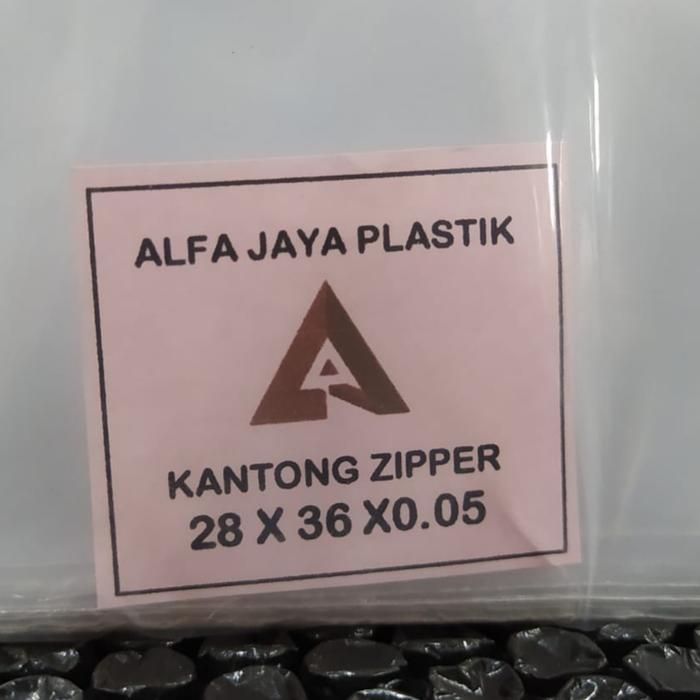 ALFA JAYA PLASTIK
A
KANTONG ZIPPER
28 X 36 X0.05